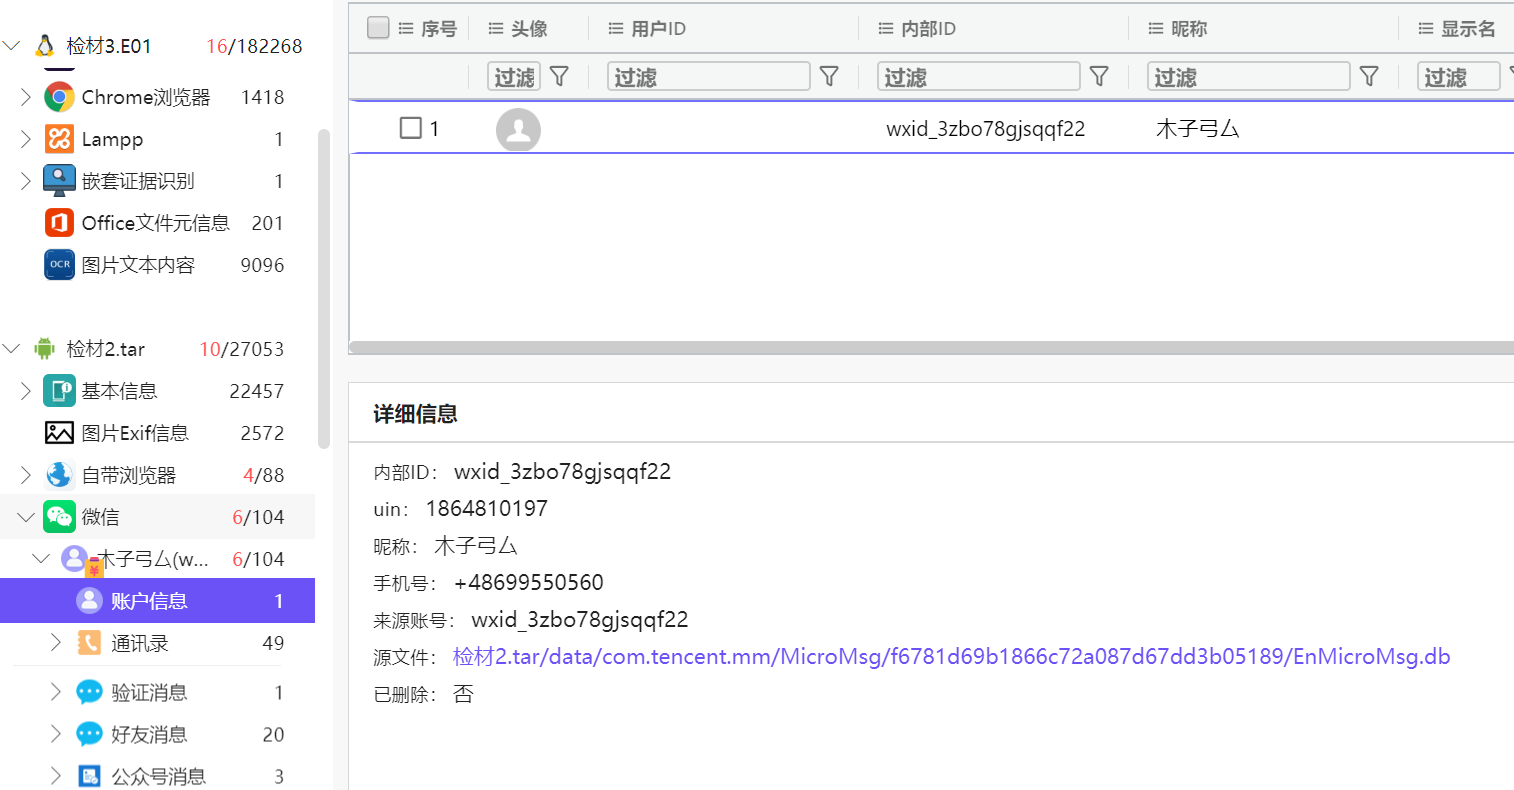 检材3.E01 16/182268
Chrome浏览器 1418
Lampp 1
嵌套证据识别 1
Office文件元信息 201
OCR 图片文本内容 9096
检材2.tar 10/27053
基本信息 22457
图片Exif信息 2572
自带浏览器 4/88
微信 6/104
木子弓厶(w... 6/104
账户信息 1
通讯录 49
验证消息 1
好友消息 20
公众号消息 3
序号 头像 用户ID 内部ID 昵称 显示名
过滤 过滤 过滤 过滤 过滤
1 wxid_3zbo78gjsqqf22 木子弓厶
详细信息
内部ID： wxid_3zbo78gjsqqf22
uin： 1864810197
昵称： 木子弓厶
手机号： +48699550560
来源账号： wxid_3zbo78gjsqqf22
源文件： 检材2.tar/data/com.tencent.mm/MicroMsg/f6781d69b1866c72a087d67dd3b05189/EnMicroMsg.db
已删除： 否